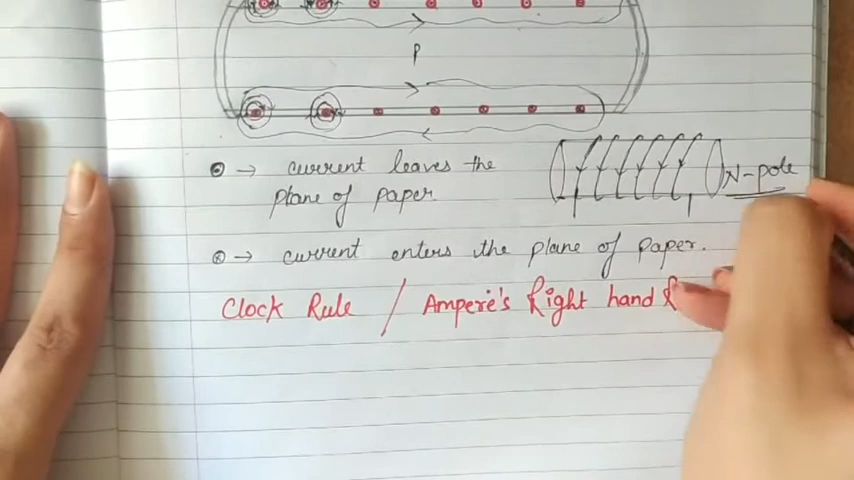 P
⊙ → current leaves the
plane of paper.
N-pole
⊗ → current enters the plane of paper.
Clock Rule / Ampere's Right hand R